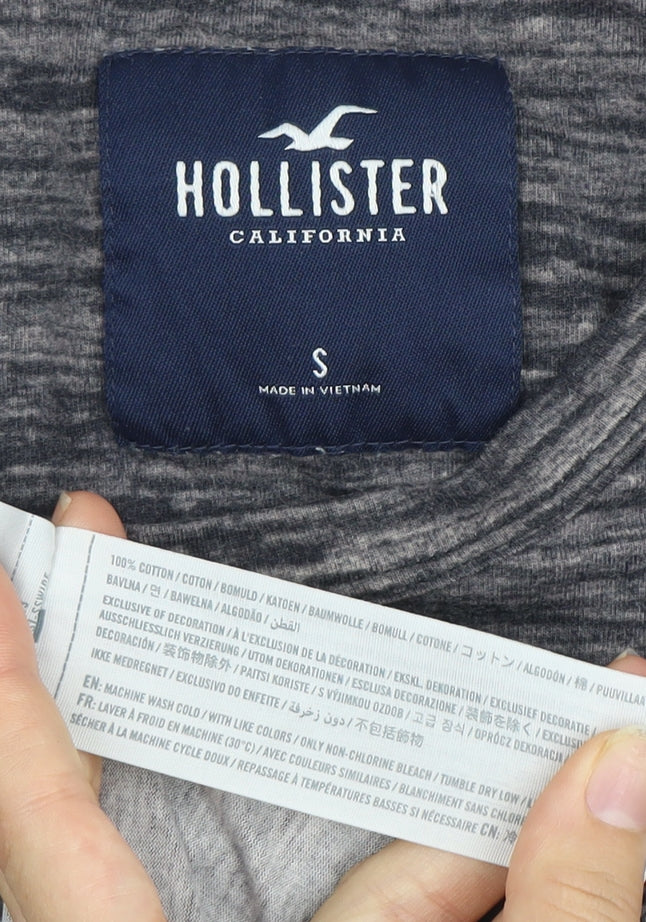 HOLLISTER
CALIFORNIA
S
MADE IN VIETNAM
100% COTTON / COTON / BOMULD / KATOEN / BAUMWOLLE / BOMULL / COTONE / コットン / ALGODÓN / 棉 / PUUVILLAA
BAVLNA / 면 / BAWEŁNA / ALGODÃO / القطن
EXCLUSIVE OF DECORATION / À L'EXCLUSION DE LA DÉCORATION / EKSKL. DEKORATION / EXCLUSIEF DECORATIE
AUSSCHLIESSLICH VERZIERUNG / UTOM DEKORATIONEN / ESCLUSA DECORAZIONE / 装飾を除く / EXCLUSIV
DECORACIÓN / 装饰物除外 / PAITSI KORISTE / S VÝJIMKOU OZDOB / 고급 장식 / OPRÓCZ DEKORACJI
IKKE MEDREGNET / EXCLUSIVO DO ENFEITE / دون زخرفة / 不包括飾物
EN: MACHINE WASH COLD / WITH LIKE COLORS / ONLY NON-CHLORINE BLEACH / TUMBLE DRY LOW /
FR: LAVER À FROID EN MACHINE (30°C) / AVEC COULEURS SIMILAIRES / BLANCHIMENT SANS CHLOR
SÉCHER À LA MACHINE CYCLE DOUX / REPASSAGE À TEMPÉRATURES BASSES SI NÉCESSAIRE CN: 冷